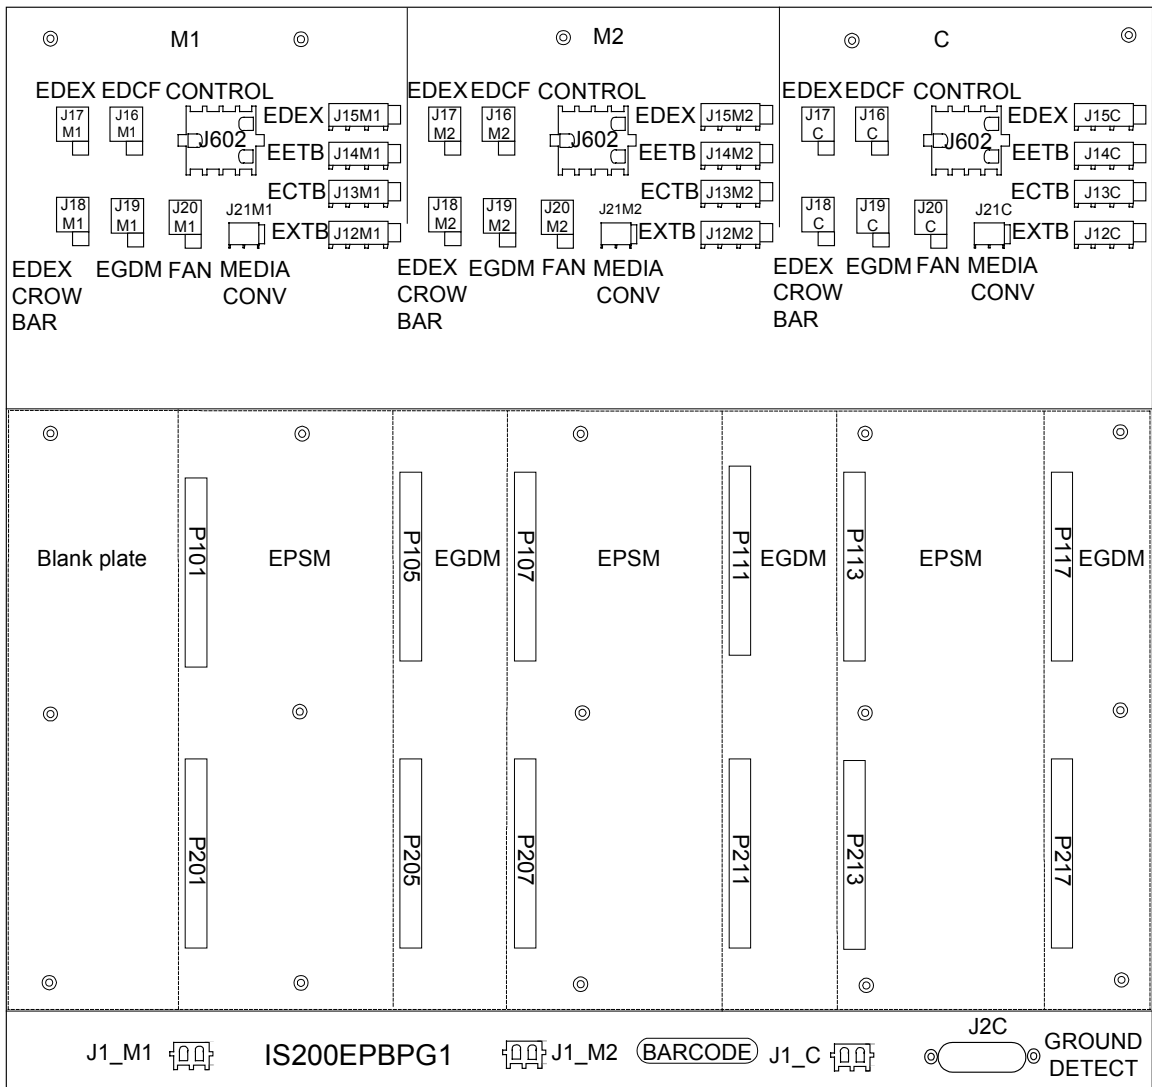 M1
M2
C
EDEX EDCF CONTROL
EDEX EDCF CONTROL
EDEX EDCF CONTROL
J17
M1
J16
M1
J602
EDEX J15M1
EETB J14M1
ECTB J13M1
EXTB J12M1
J18
M1
J19
M1
J20
M1
J21M1
EDEX
CROW
BAR
EGDM
FAN
MEDIA
CONV
J17
M2
J16
M2
J602
EDEX J15M2
EETB J14M2
ECTB J13M2
EXTB J12M2
J18
M2
J19
M2
J20
M2
J21M2
EDEX
CROW
BAR
EGDM
FAN
MEDIA
CONV
J17
C
J16
C
J602
EDEX J15C
EETB J14C
ECTB J13C
EXTB J12C
J18
C
J19
C
J20
C
J21C
EDEX
CROW
BAR
EGDM
FAN
MEDIA
CONV
Blank plate
P101
EPSM
P105
EGDM
P107
EPSM
P111
EGDM
P113
EPSM
P117
EGDM
P201
P205
P207
P211
P213
P217
J1_M1
IS200EPBPG1
J1_M2
BARCODE
J1_C
J2C
GROUND
DETECT